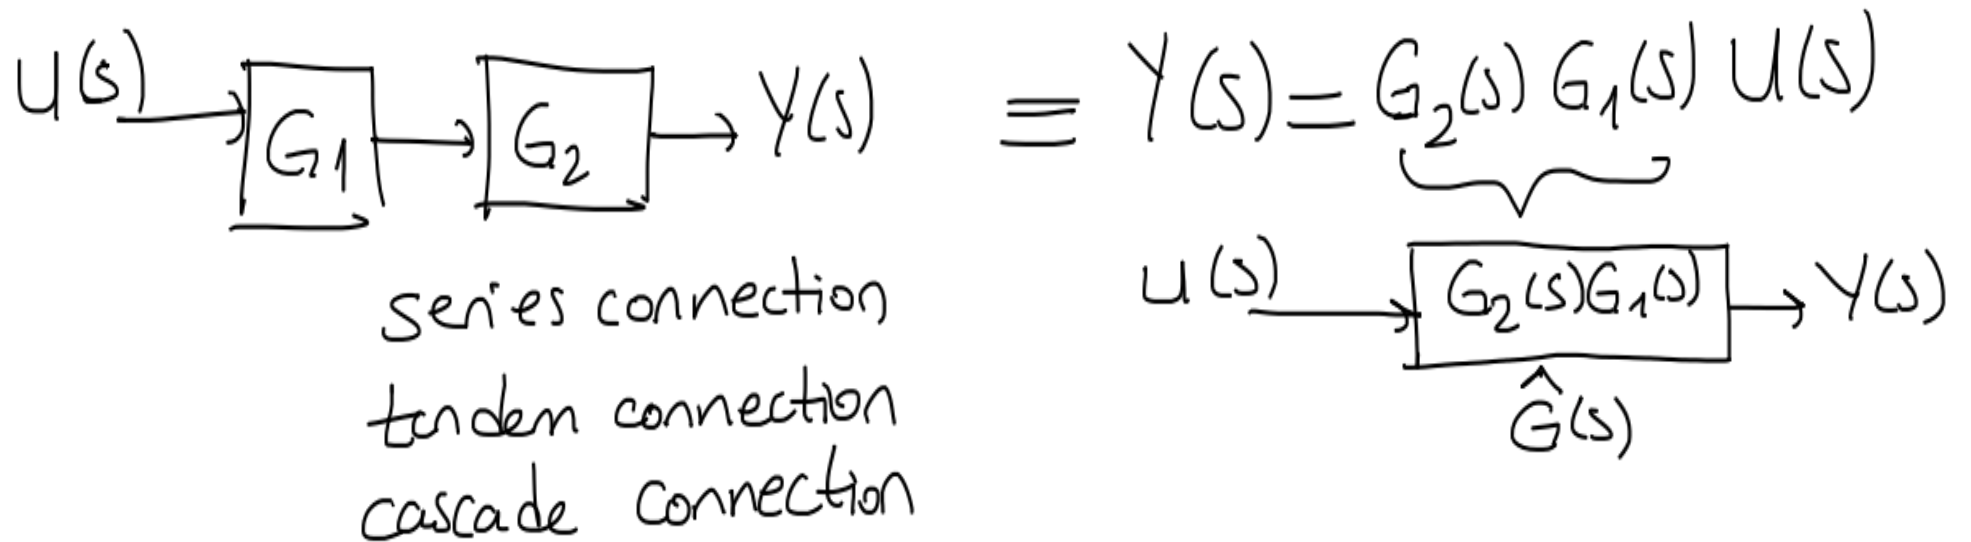 U(s) G₁ G₂ Y(s) ≡ Y(s) = G₂(s) G₁(s) U(s)
u(s) G₂(s)G₁(s) Y(s)
Ĝ(s)
series connection
tandem connection
cascade connection